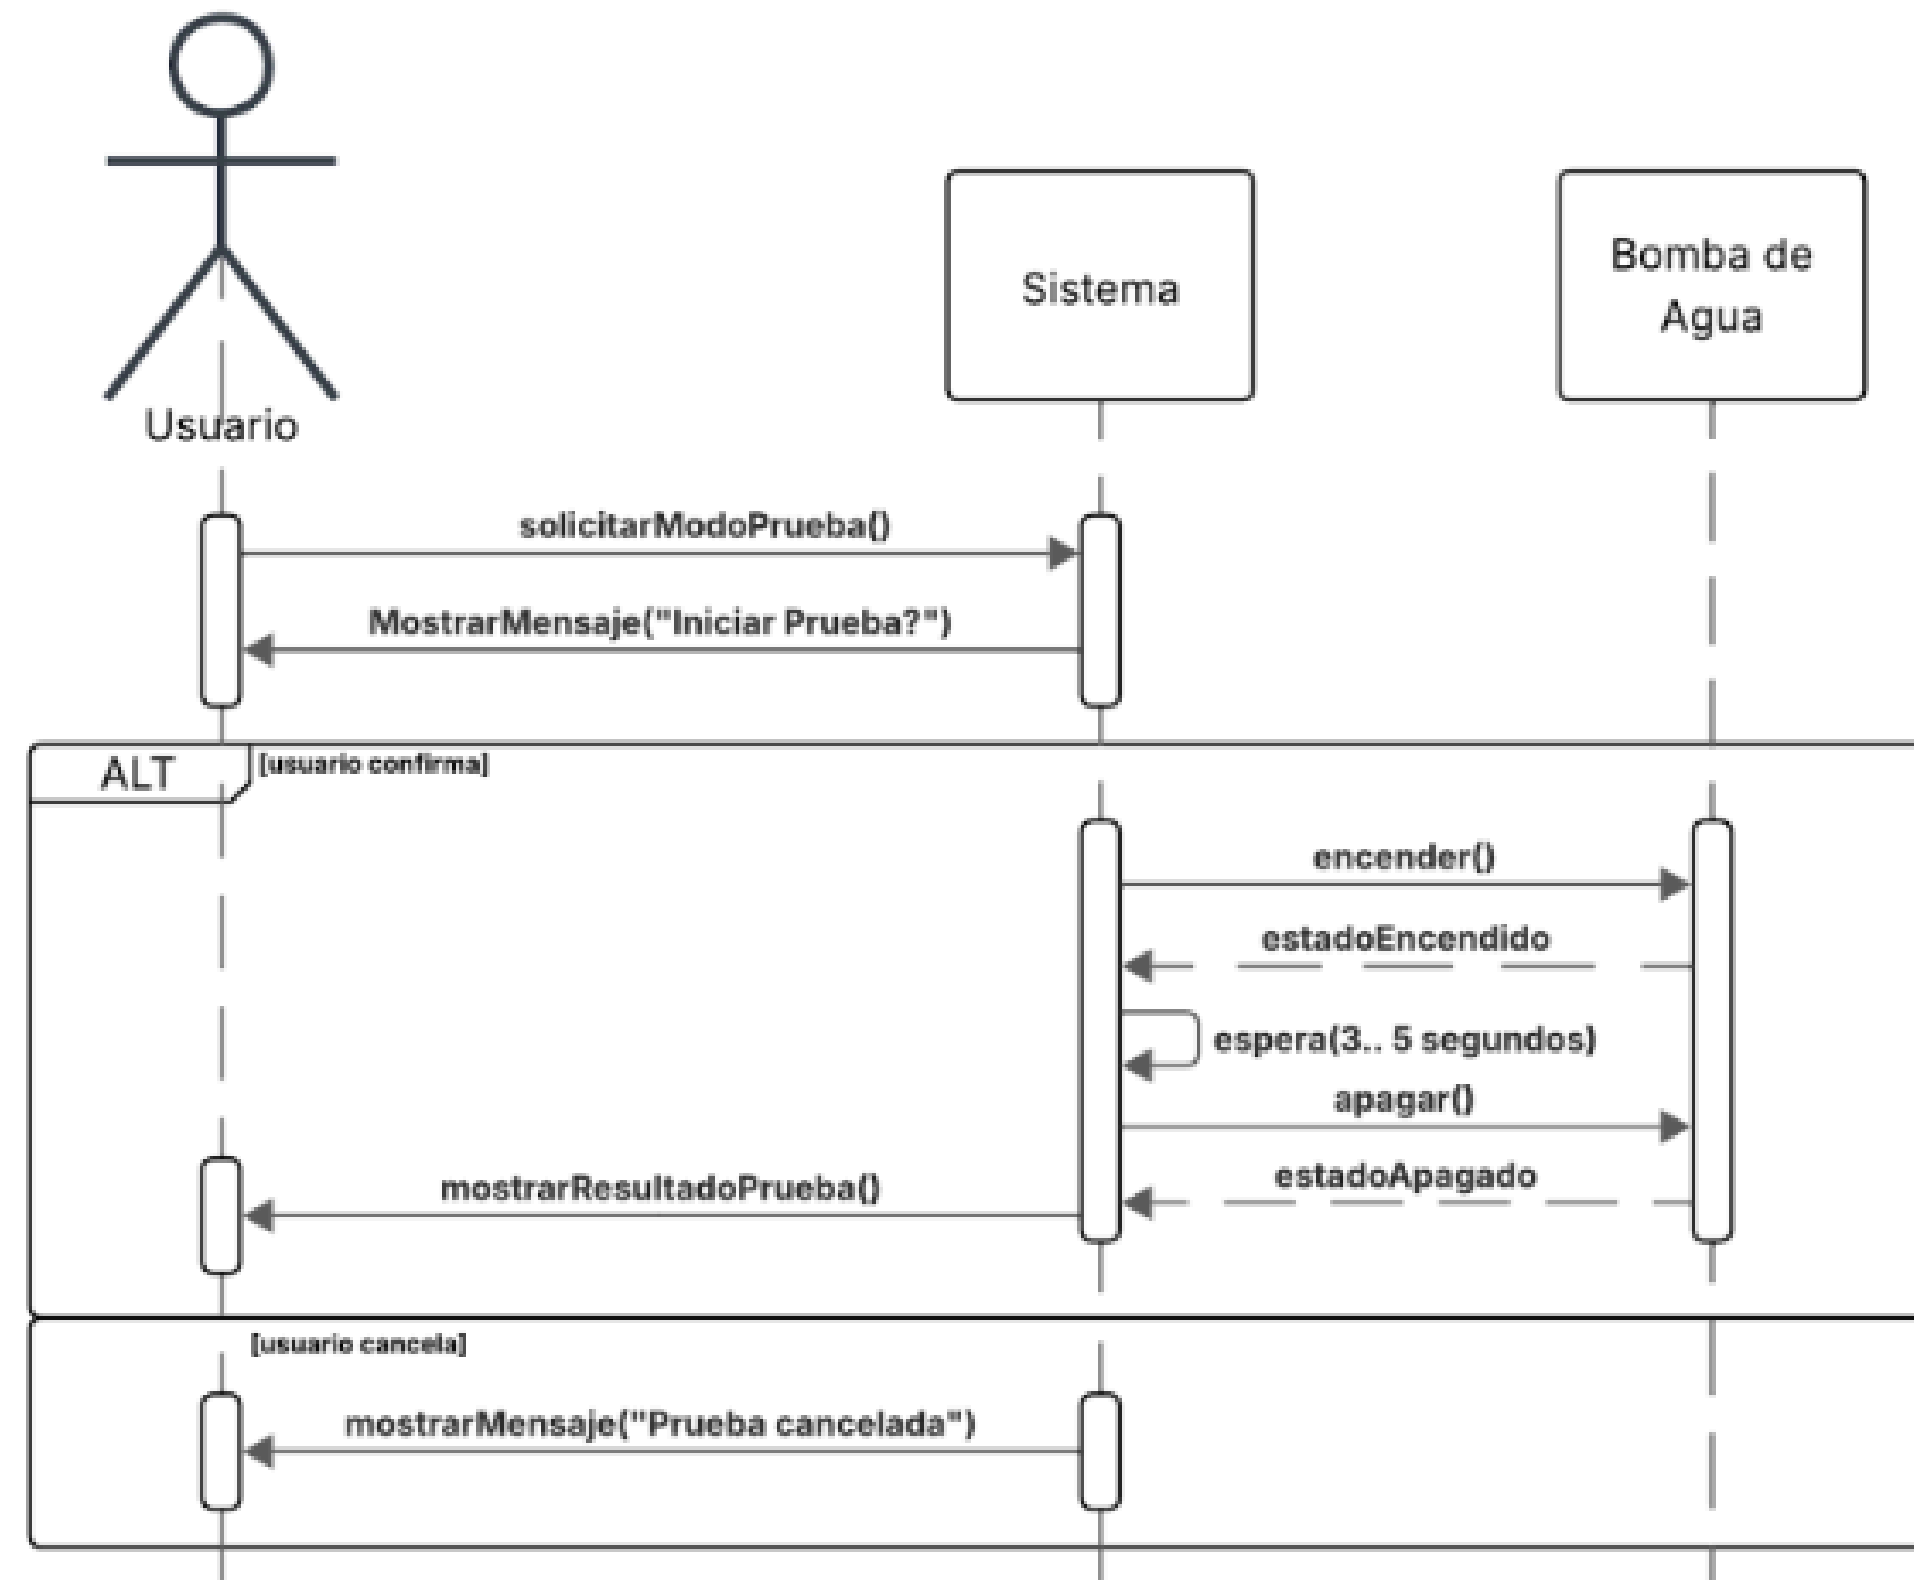 Sistema
Bomba de
Agua
Usuario
solicitarModoPrueba()
MostrarMensaje("Iniciar Prueba?")
ALT
[usuario confirma]
encender()
estadoEncendido
espera(3.. 5 segundos)
apagar()
estadoApagado
mostrarResultadoPrueba()
[usuario cancela]
mostrarMensaje("Prueba cancelada")